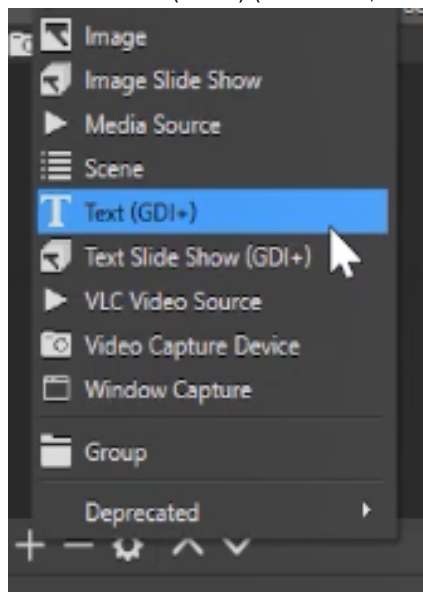 Image
Image Slide Show
Media Source
Scene
Text (GDI+)
Text Slide Show (GDI+)
VLC Video Source
Video Capture Device
Window Capture
Group
Deprecated